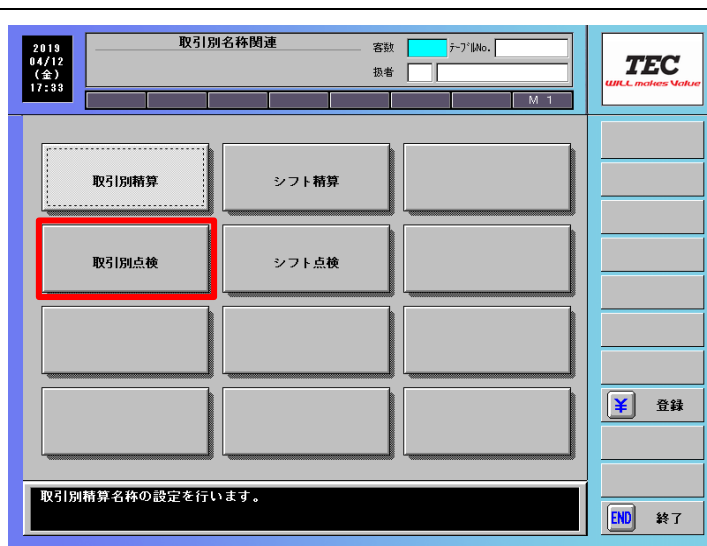 2019
04/12
(金)
17:33
取引別名称関連
客数
ﾃｰﾌﾞﾙNo.
扱者
M 1
TEC
WILL makes Value
取引別精算
シフト精算
取引別点検
シフト点検
¥ 登録
取引別精算名称の設定を行います。
END 終了